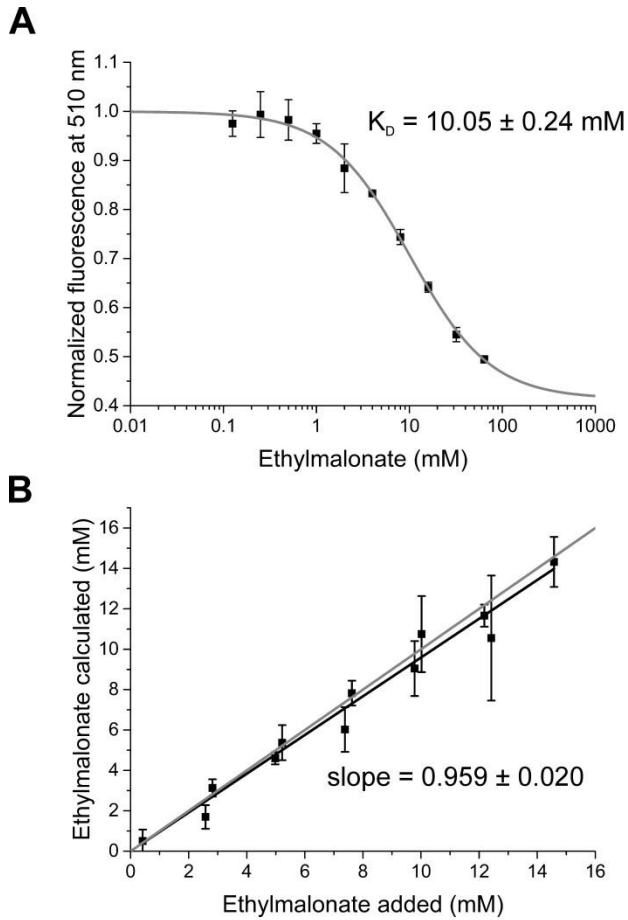 A
Normalized fluorescence at 510 nm
1.1
1.0
0.9
0.8
0.7
0.6
0.5
0.4
K_D = 10.05 ± 0.24 mM
0.01 0.1 1 10 100 1000
Ethylmalonate (mM)
B
Ethylmalonate calculated (mM)
16
14
12
10
8
6
4
2
0
slope = 0.959 ± 0.020
0 2 4 6 8 10 12 14 16
Ethylmalonate added (mM)